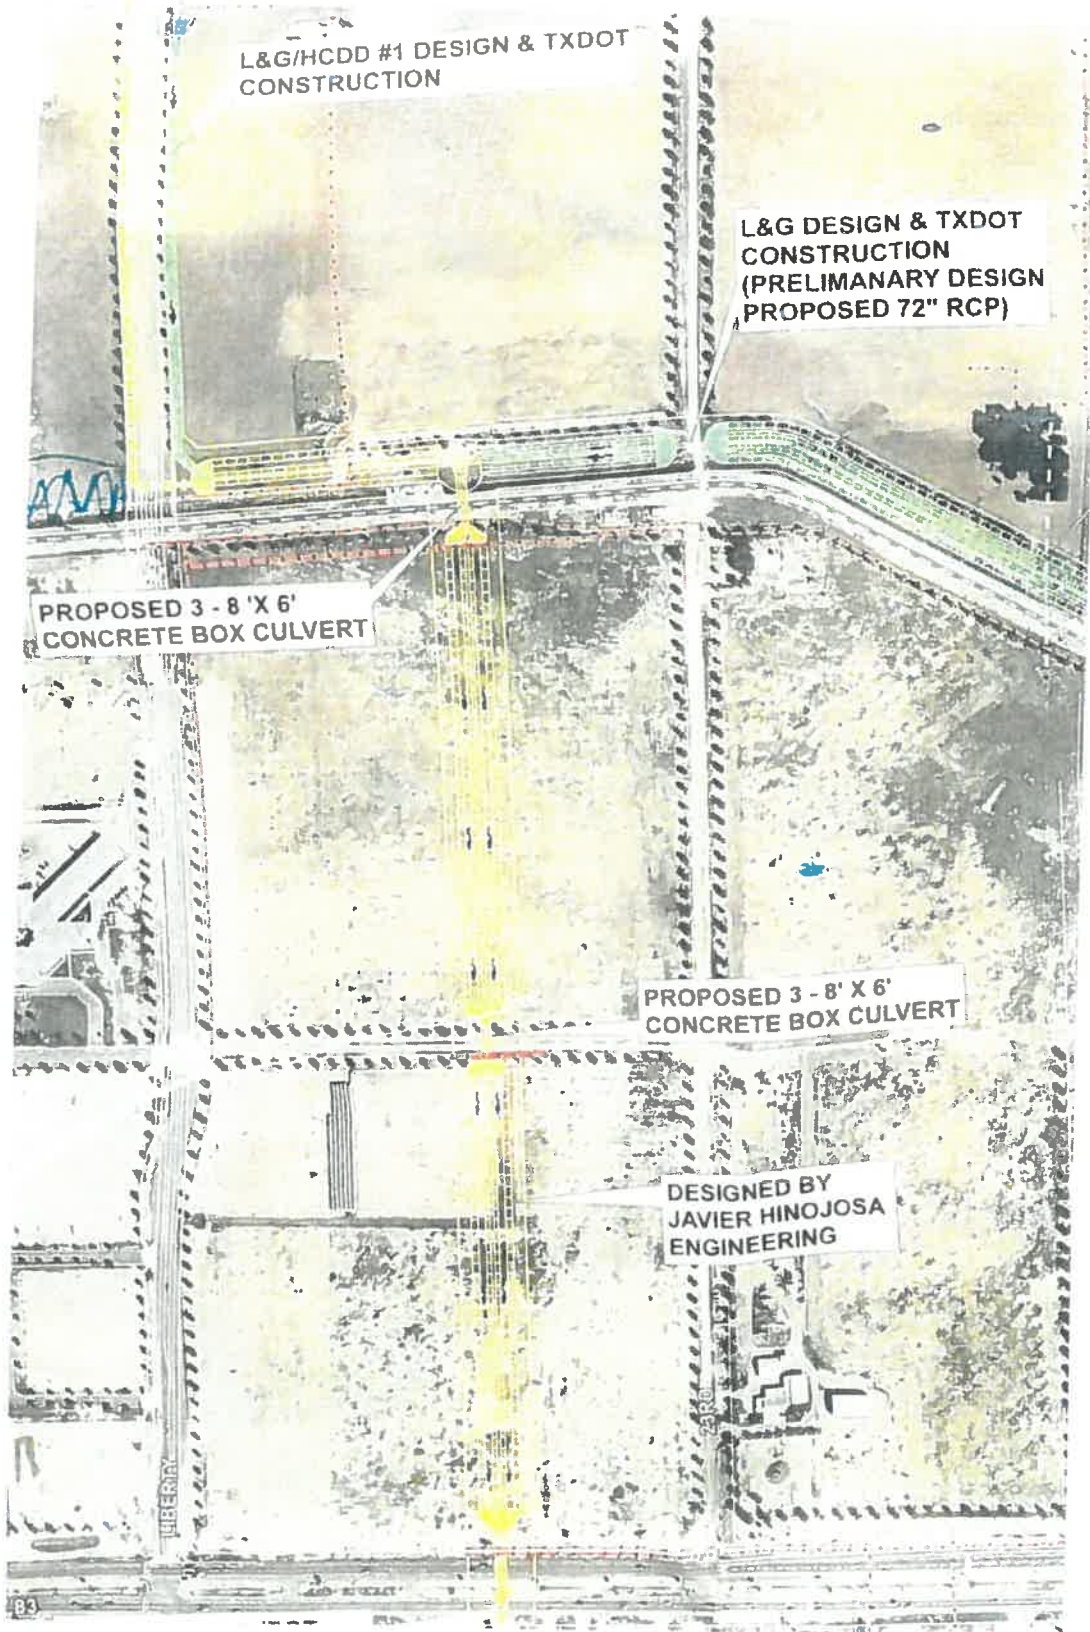 L&G/HCDD #1 DESIGN & TXDOT
CONSTRUCTION
L&G DESIGN & TXDOT
CONSTRUCTION
(PRELIMANARY DESIGN
PROPOSED 72" RCP)
PROPOSED 3 - 8 'X 6'
CONCRETE BOX CULVERT
PROPOSED 3 - 8' X 6'
CONCRETE BOX CULVERT
DESIGNED BY
JAVIER HINOJOSA
ENGINEERING
LIBERTY
83